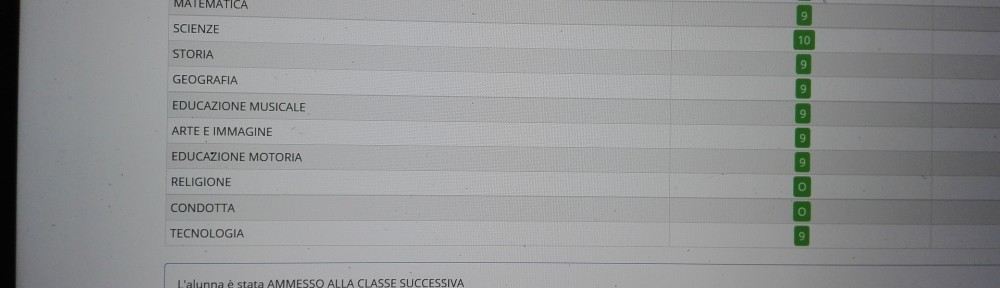 MATEMATICA 9
SCIENZE 10
STORIA 9
GEOGRAFIA 9
EDUCAZIONE MUSICALE 9
ARTE E IMMAGINE 9
EDUCAZIONE MOTORIA 9
RELIGIONE O
CONDOTTA O
TECNOLOGIA 9
L'alunna è stata AMMESSO ALLA CLASSE SUCCESSIVA